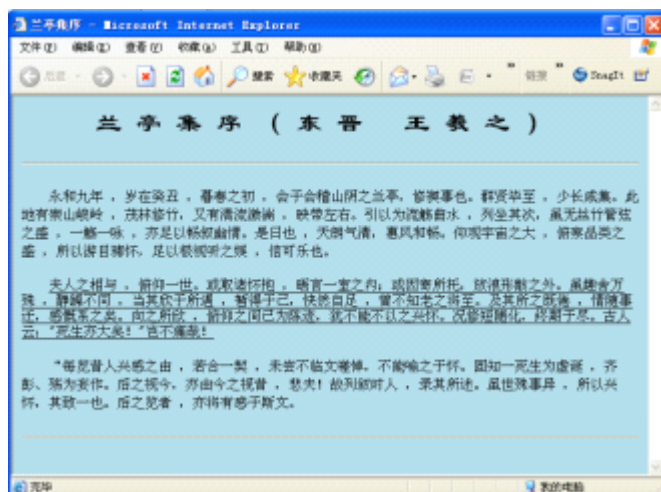 兰亭集序 - Microsoft Internet Explorer
文件(F) 编辑(E) 查看(V) 收藏(A) 工具(T) 帮助(H)
后退 搜索 收藏夹 链接 SnagIt
兰亭集序(东晋 王羲之)
永和九年,岁在癸丑,暮春之初,会于会稽山阴之兰亭,修禊事也。群贤毕至,少长咸集。此
地有崇山峻岭,茂林修竹,又有清流激湍,映带左右。引以为流觞曲水,列坐其次,虽无丝竹管弦
之盛,一觞一咏,亦足以畅叙幽情。是日也,天朗气清,惠风和畅。仰观宇宙之大,俯察品类之
盛,所以游目骋怀,足以极视听之娱,信可乐也。
夫人之相与,俯仰一世。或取诸怀抱,晤言一室之内;或因寄所托,放浪形骸之外。虽趣舍万
殊,静躁不同,当其欣于所遇,暂得于己,快然自足,曾不知老之将至。及其所之既倦,情随事
迁,感慨系之矣。向之所欣,俯仰之间已为陈迹,犹不能不以之兴怀。况修短随化,终期于尽。古人
云:"死生亦大矣!"岂不痛哉!
"每览昔人兴感之由,若合一契,未尝不临文嗟悼,不能喻之于怀。固知一死生为虚诞,齐
彭、殇为妄作。后之视今,亦由今之视昔,悲夫!故列叙时人,录其所述。虽世殊事异,所以兴
怀,其致一也。后之览者,亦将有感于斯文。
完毕 我的电脑